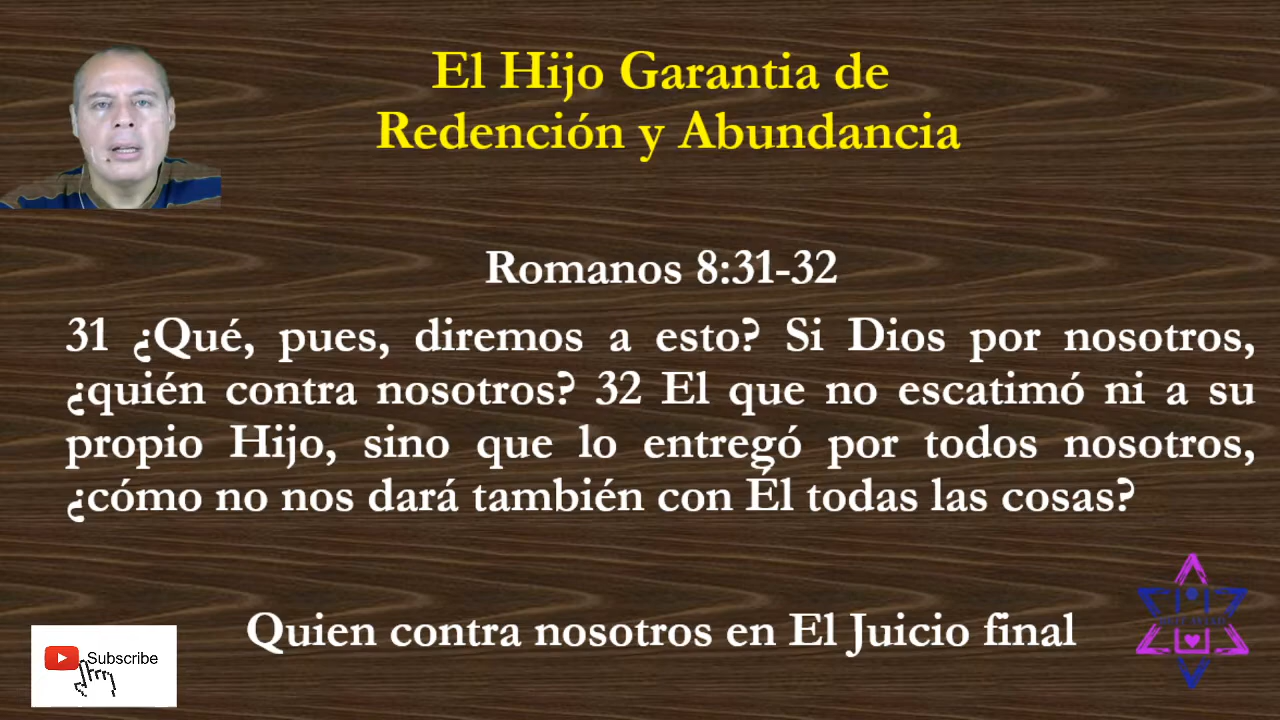 El Hijo Garantia de
Redención y Abundancia
Romanos 8:31-32
31 ¿Qué, pues, diremos a esto? Si Dios por nosotros,
¿quién contra nosotros? 32 El que no escatimó ni a su
propio Hijo, sino que lo entregó por todos nosotros,
¿cómo no nos dará también con Él todas las cosas?
Quien contra nosotros en El Juicio final
Subscribe